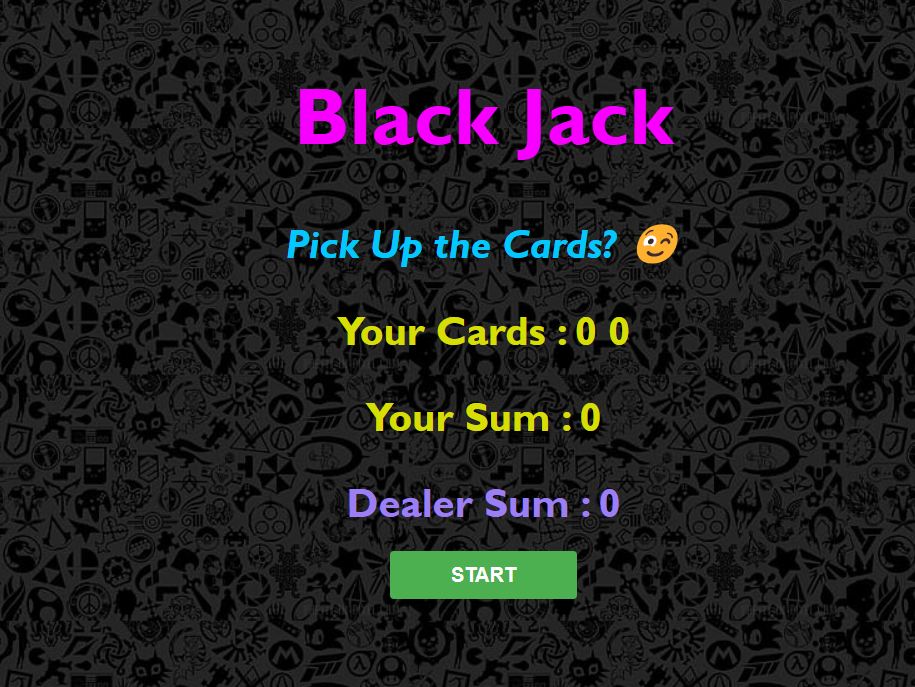 Black Jack
Pick Up the Cards? 😉
Your Cards : 0 0
Your Sum : 0
Dealer Sum : 0
START